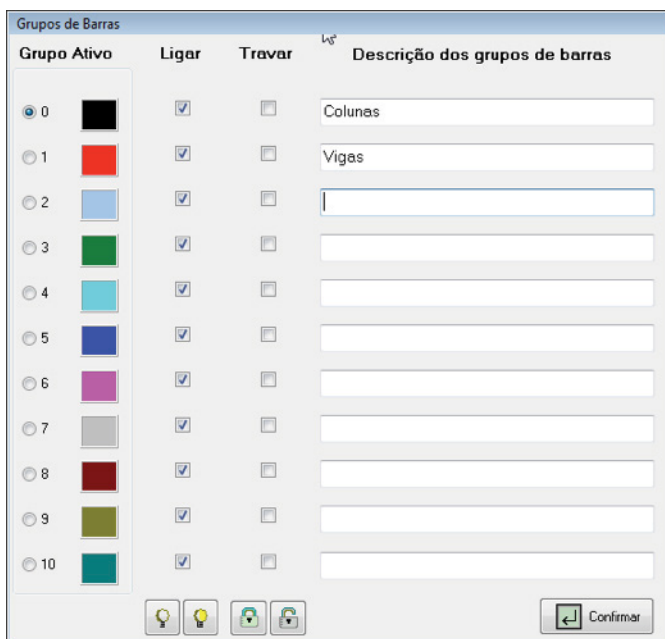 Grupos de Barras
Grupo Ativo Ligar Travar Descrição dos grupos de barras
0 Colunas
1 Vigas
2
3
4
5
6
7
8
9
10
Confirmar